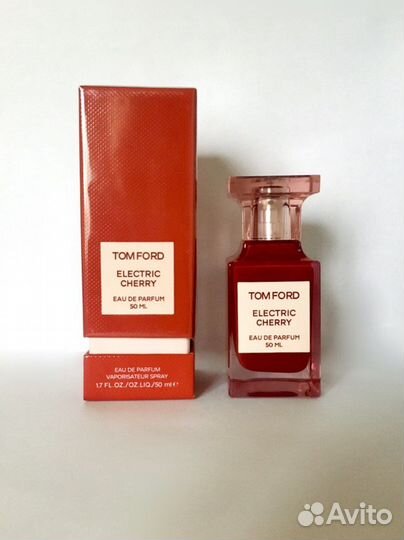 TOM FORD
ELECTRIC
CHERRY
EAU DE PARFUM
50 ML
EAU DE PARFUM
VAPORISATEUR SPRAY
1.7 FL.OZ./OZ.LIQ./50 ml e
TOM FORD
ELECTRIC
CHERRY
EAU DE PARFUM
50 ML
Avito